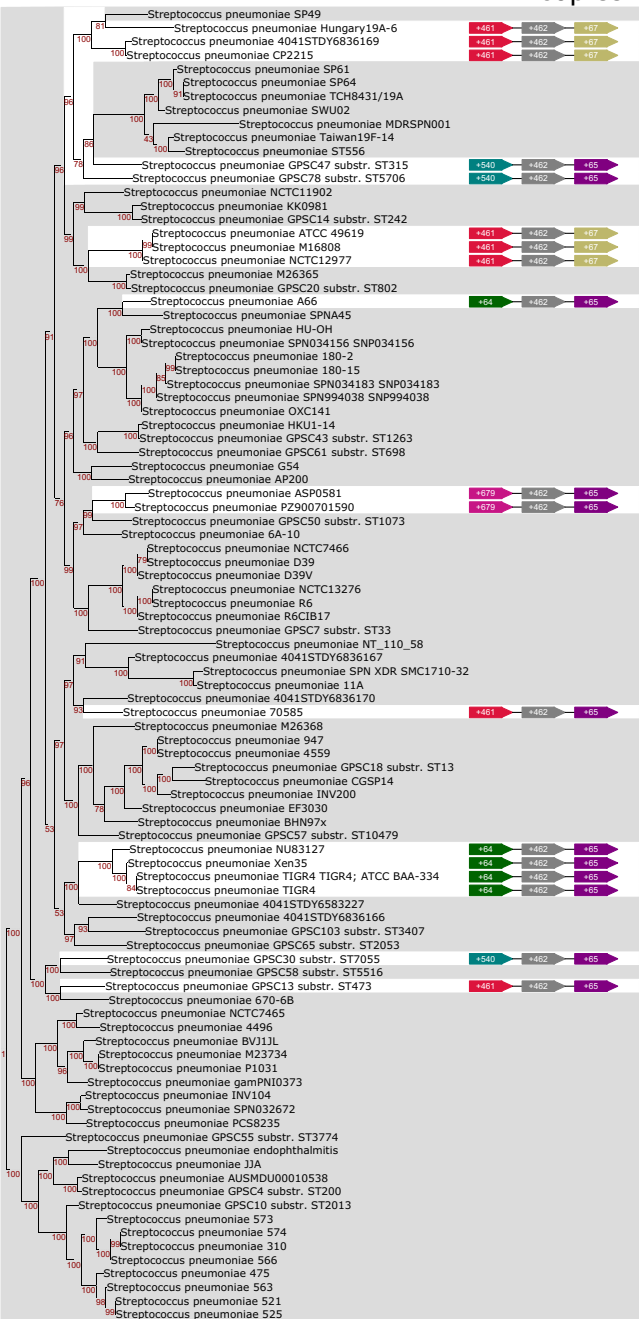 Streptococcus pneumoniae SP49
Streptococcus pneumoniae Hungary19A-6 +461 +462 +67
Streptococcus pneumoniae 4041STDY6836169 +461 +462 +67
Streptococcus pneumoniae CP2215 +461 +462 +67
Streptococcus pneumoniae SP61
Streptococcus pneumoniae SP64
Streptococcus pneumoniae TCH8431/19A
Streptococcus pneumoniae SWU02
Streptococcus pneumoniae MDRSPN001
Streptococcus pneumoniae Taiwan19F-14
Streptococcus pneumoniae ST556
Streptococcus pneumoniae GPSC47 substr. ST315 +540 +462 +65
Streptococcus pneumoniae GPSC78 substr. ST5706 +540 +462 +65
Streptococcus pneumoniae NCTC11902
Streptococcus pneumoniae KK0981
Streptococcus pneumoniae GPSC14 substr. ST242
Streptococcus pneumoniae ATCC 49619 +461 +462 +67
Streptococcus pneumoniae M16808 +461 +462 +67
Streptococcus pneumoniae NCTC12977 +461 +462 +67
Streptococcus pneumoniae M26365
Streptococcus pneumoniae GPSC20 substr. ST802
Streptococcus pneumoniae A66 +64 +462 +65
Streptococcus pneumoniae SPNA45
Streptococcus pneumoniae HU-OH
Streptococcus pneumoniae SPN034156 SNP034156
Streptococcus pneumoniae 180-2
Streptococcus pneumoniae 180-15
Streptococcus pneumoniae SPN034183 SNP034183
Streptococcus pneumoniae SPN994038 SNP994038
Streptococcus pneumoniae OXC141
Streptococcus pneumoniae HKU1-14
Streptococcus pneumoniae GPSC43 substr. ST1263
Streptococcus pneumoniae GPSC61 substr. ST698
Streptococcus pneumoniae G54
Streptococcus pneumoniae AP200
Streptococcus pneumoniae ASP0581 +679 +462 +65
Streptococcus pneumoniae PZ900701590 +679 +462 +65
Streptococcus pneumoniae GPSC50 substr. ST1073
Streptococcus pneumoniae 6A-10
Streptococcus pneumoniae NCTC7466
Streptococcus pneumoniae D39
Streptococcus pneumoniae D39V
Streptococcus pneumoniae NCTC13276
Streptococcus pneumoniae R6
Streptococcus pneumoniae R6CIB17
Streptococcus pneumoniae GPSC7 substr. ST33
Streptococcus pneumoniae NT_110_58
Streptococcus pneumoniae 4041STDY6836167
Streptococcus pneumoniae SPN XDR SMC1710-32
Streptococcus pneumoniae 11A
Streptococcus pneumoniae 4041STDY6836170
Streptococcus pneumoniae 70585 +461 +462 +65
Streptococcus pneumoniae M26368
Streptococcus pneumoniae 947
Streptococcus pneumoniae 4559
Streptococcus pneumoniae GPSC18 substr. ST13
Streptococcus pneumoniae CGSP14
Streptococcus pneumoniae INV200
Streptococcus pneumoniae EF3030
Streptococcus pneumoniae BHN97x
Streptococcus pneumoniae GPSC57 substr. ST10479
Streptococcus pneumoniae NU83127 +64 +462 +65
Streptococcus pneumoniae Xen35 +64 +462 +65
Streptococcus pneumoniae TIGR4 TIGR4; ATCC BAA-334 +64 +462 +65
Streptococcus pneumoniae TIGR4 +64 +462 +65
Streptococcus pneumoniae 4041STDY6583227
Streptococcus pneumoniae 4041STDY6836166
Streptococcus pneumoniae GPSC103 substr. ST3407
Streptococcus pneumoniae GPSC65 substr. ST2053
Streptococcus pneumoniae GPSC30 substr. ST7055 +540 +462 +65
Streptococcus pneumoniae GPSC58 substr. ST5516
Streptococcus pneumoniae GPSC13 substr. ST473 +461 +462 +65
Streptococcus pneumoniae 670-6B
Streptococcus pneumoniae NCTC7465
Streptococcus pneumoniae 4496
Streptococcus pneumoniae BVJ1JL
Streptococcus pneumoniae M23734
Streptococcus pneumoniae P1031
Streptococcus pneumoniae gamPNI0373
Streptococcus pneumoniae INV104
Streptococcus pneumoniae SPN032672
Streptococcus pneumoniae PCS8235
Streptococcus pneumoniae GPSC55 substr. ST3774
Streptococcus pneumoniae endophthalmitis
Streptococcus pneumoniae JJA
Streptococcus pneumoniae AUSMDU00010538
Streptococcus pneumoniae GPSC4 substr. ST200
Streptococcus pneumoniae GPSC10 substr. ST2013
Streptococcus pneumoniae 573
Streptococcus pneumoniae 574
Streptococcus pneumoniae 310
Streptococcus pneumoniae 566
Streptococcus pneumoniae 475
Streptococcus pneumoniae 563
Streptococcus pneumoniae 521
Streptococcus pneumoniae 525